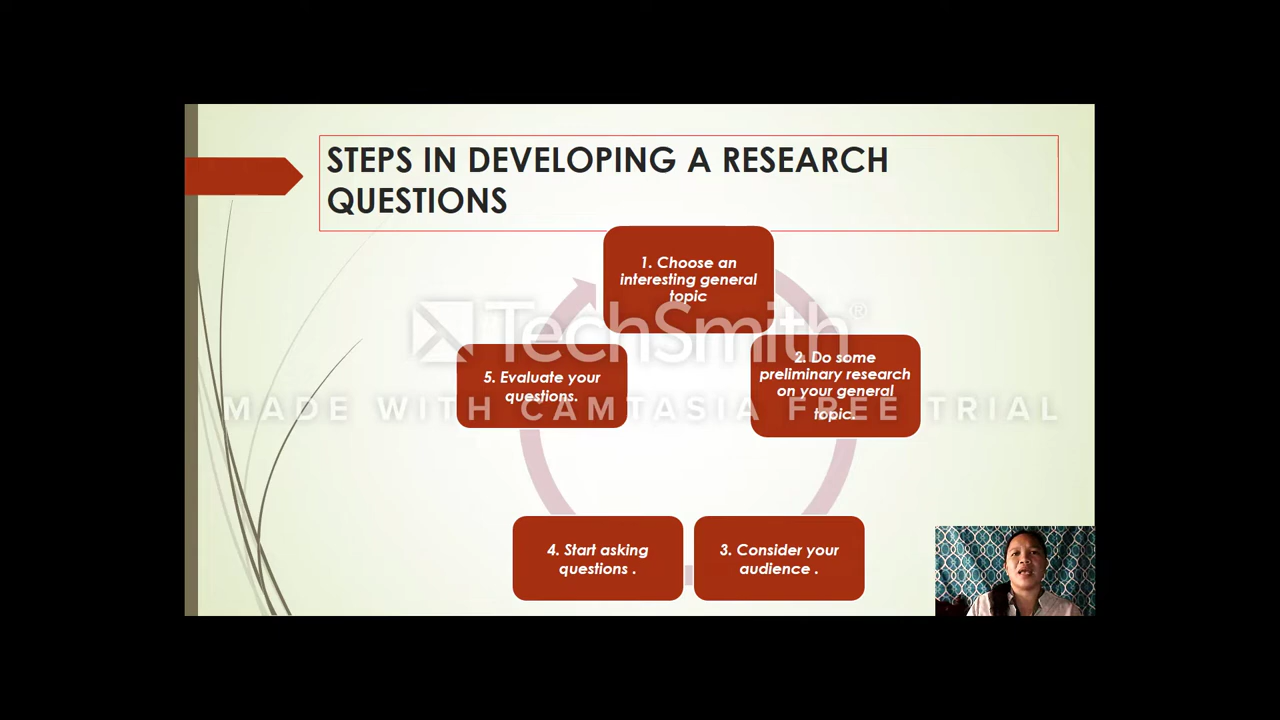 STEPS IN DEVELOPING A RESEARCH
QUESTIONS
1. Choose an
interesting general
topic
2. Do some
preliminary research
on your general
topic.
3. Consider your
audience .
4. Start asking
questions .
5. Evaluate your
questions.
TechSmith®
MADE WITH CAMTASIA FREE TRIAL